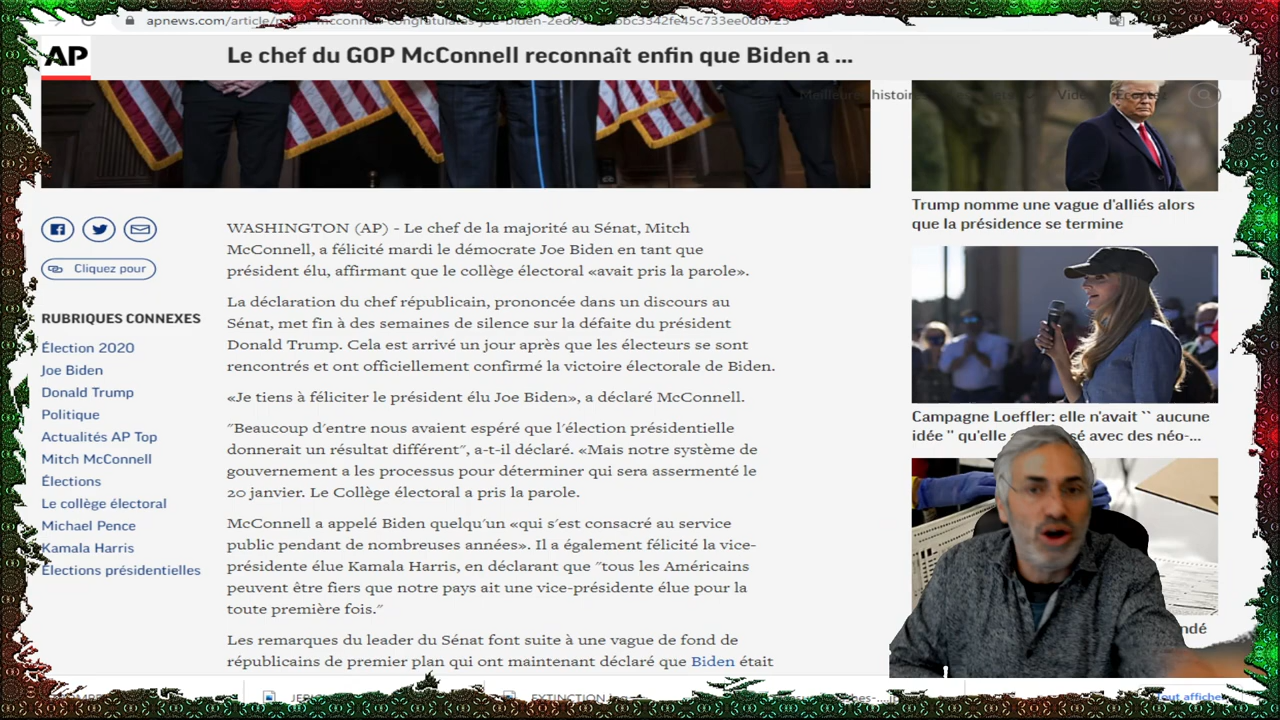 apnews.com/article/
AP
Le chef du GOP McConnell reconnaît enfin que Biden a ...
Cliquez pour
RUBRIQUES CONNEXES
Élection 2020
Joe Biden
Donald Trump
Politique
Actualités AP Top
Mitch McConnell
Élections
Le collège électoral
Michael Pence
Kamala Harris
Élections présidentielles
WASHINGTON (AP) - Le chef de la majorité au Sénat, Mitch
McConnell, a félicité mardi le démocrate Joe Biden en tant que
président élu, affirmant que le collège électoral «avait pris la parole».
La déclaration du chef républicain, prononcée dans un discours au
Sénat, met fin à des semaines de silence sur la défaite du président
Donald Trump. Cela est arrivé un jour après que les électeurs se sont
rencontrés et ont officiellement confirmé la victoire électorale de Biden.
«Je tiens à féliciter le président élu Joe Biden», a déclaré McConnell.
"Beaucoup d'entre nous avaient espéré que l'élection présidentielle
donnerait un résultat différent", a-t-il déclaré. «Mais notre système de
gouvernement a les processus pour déterminer qui sera assermenté le
20 janvier. Le Collège électoral a pris la parole.
McConnell a appelé Biden quelqu'un «qui s'est consacré au service
public pendant de nombreuses années». Il a également félicité la vice-
présidente élue Kamala Harris, en déclarant que "tous les Américains
peuvent être fiers que notre pays ait une vice-présidente élue pour la
toute première fois."
Les remarques du leader du Sénat font suite à une vague de fond de
républicains de premier plan qui ont maintenant déclaré que Biden était
Trump nomme une vague d'alliés alors
que la présidence se termine
Campagne Loeffler: elle n'avait `` aucune
idée '' qu'elle a sé avec des néo-...
EXTINCTION